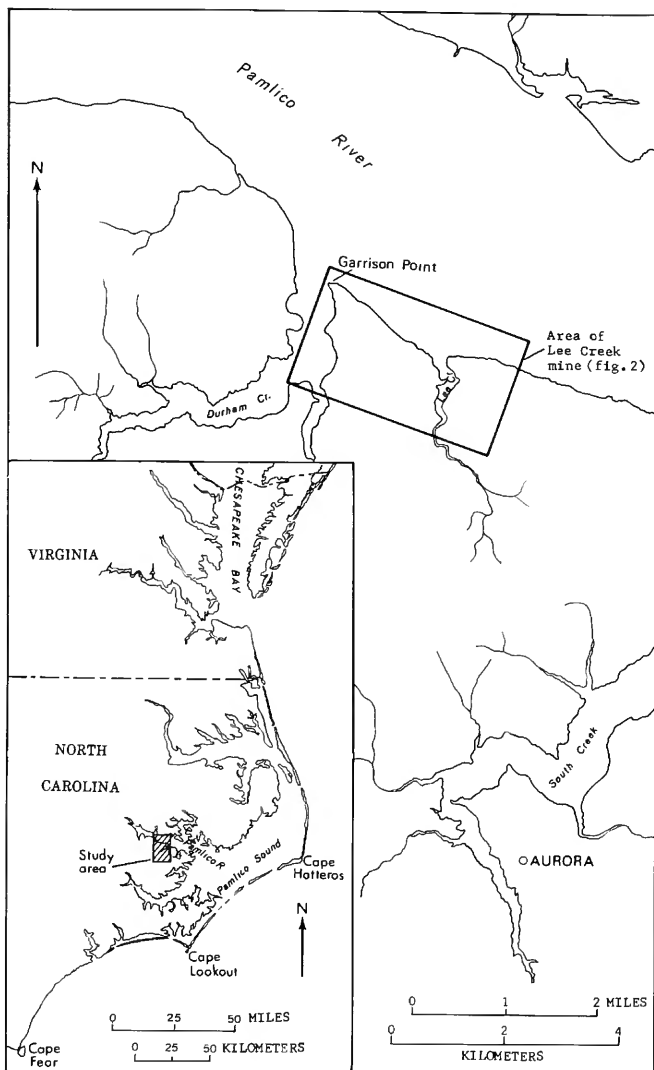 Pamlico
River
N
Garrison Point
Area of
Lee Creek
mine (fig.2)
Lee Cr.
Durham Cr.
CHESAPEAKE
BAY
VIRGINIA
NORTH
CAROLINA
Study
area
Pamlico R
Pamlico Sound
Cape
Hatteras
N
Cape
Lookout
0 25 50 MILES
0 25 50
KILOMETERS
Cape
Fear
South Creek
AURORA
0 1 2 MILES
0 2 4
KILOMETERS